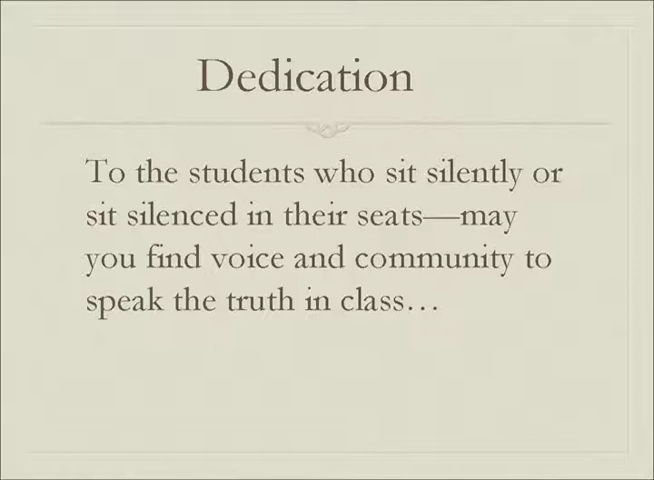 Dedication
To the students who sit silently or
sit silenced in their seats—may
you find voice and community to
speak the truth in class…